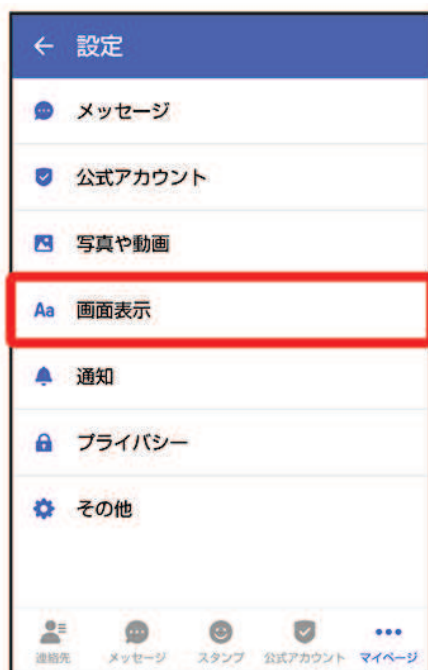 設定
メッセージ
公式アカウント
写真や動画
Aa 画面表示
通知
プライバシー
その他
連絡先 メッセージ スタンプ 公式アカウント マイページ